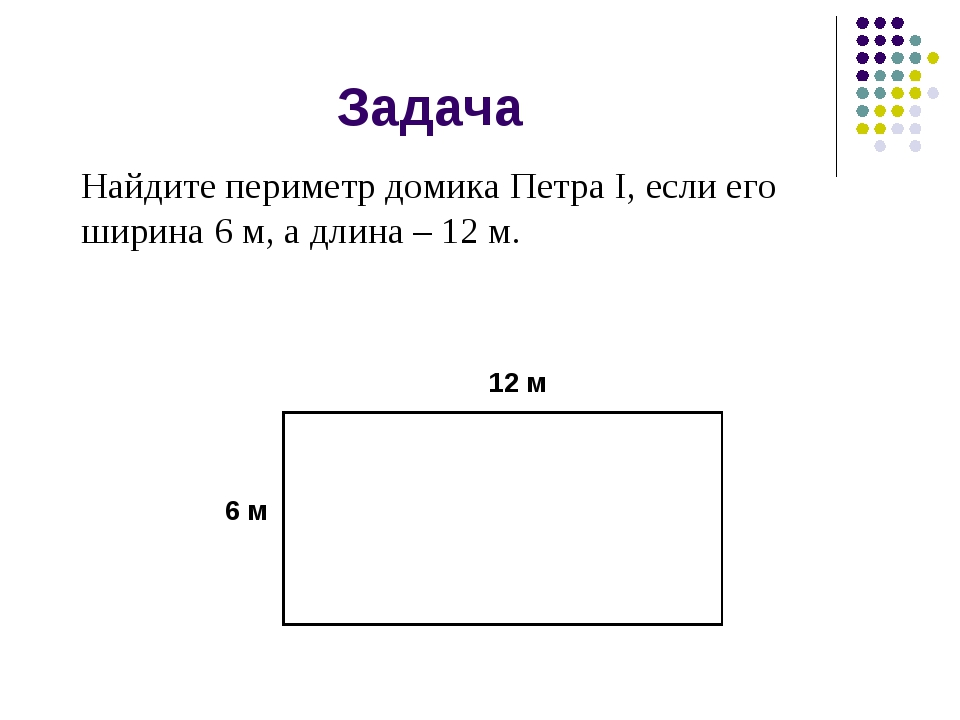 Задача
Найдите периметр домика Петра I, если его
ширина 6 м, а длина – 12 м.
12 м
6 м